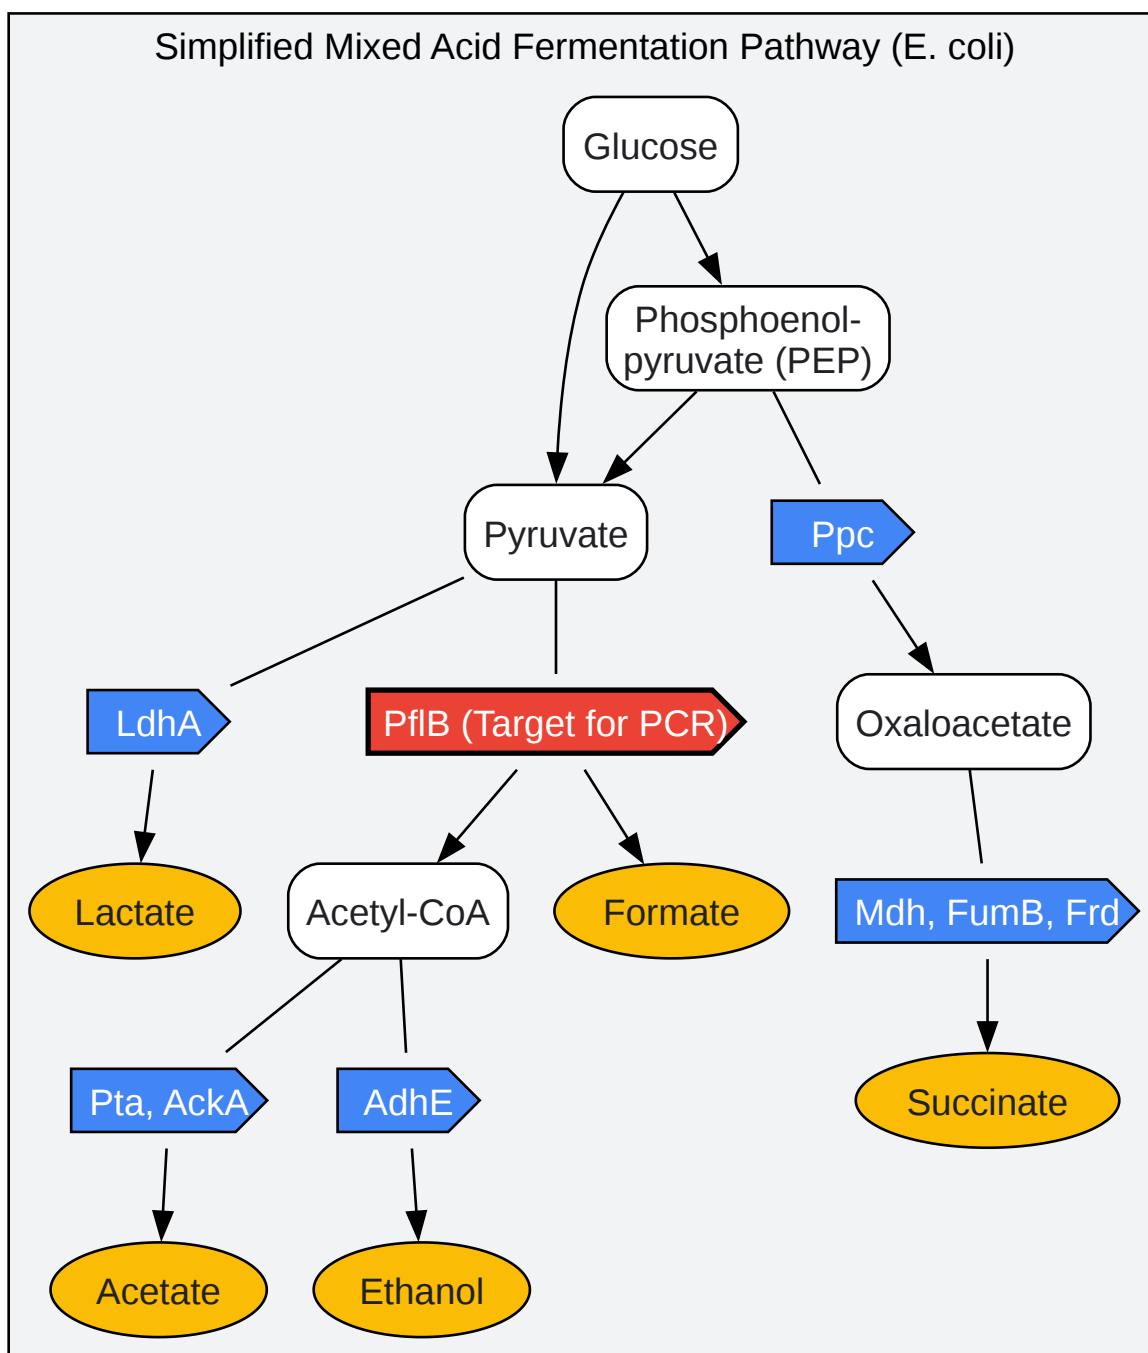 Simplified Mixed Acid Fermentation Pathway (E. coli)
Glucose
Phosphoenol-
pyruvate (PEP)
Pyruvate
Ppc
LdhA
PflB (Target for PCR)
Oxaloacetate
Lactate
Acetyl-CoA
Formate
Mdh, FumB, Frd
Pta, AckA
AdhE
Succinate
Acetate
Ethanol